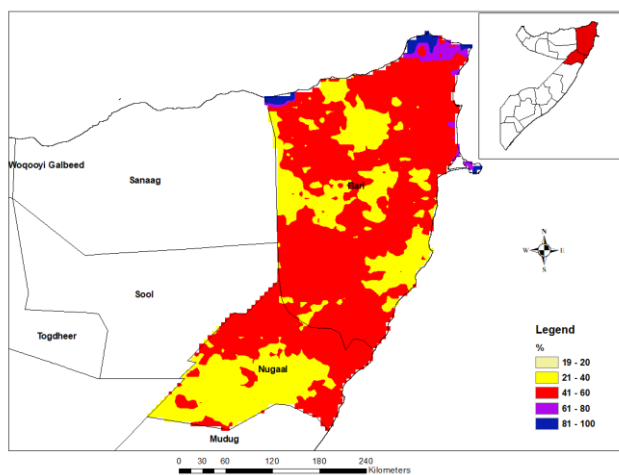 Woqooyi Galbeed
Sanaag
Bari
Sool
Togdheer
Nugaal
Mudug
N
W E
S
Legend
%
19 - 20
21 - 40
41 - 60
61 - 80
81 - 100
0 30 60 120 180 240
Kilometers